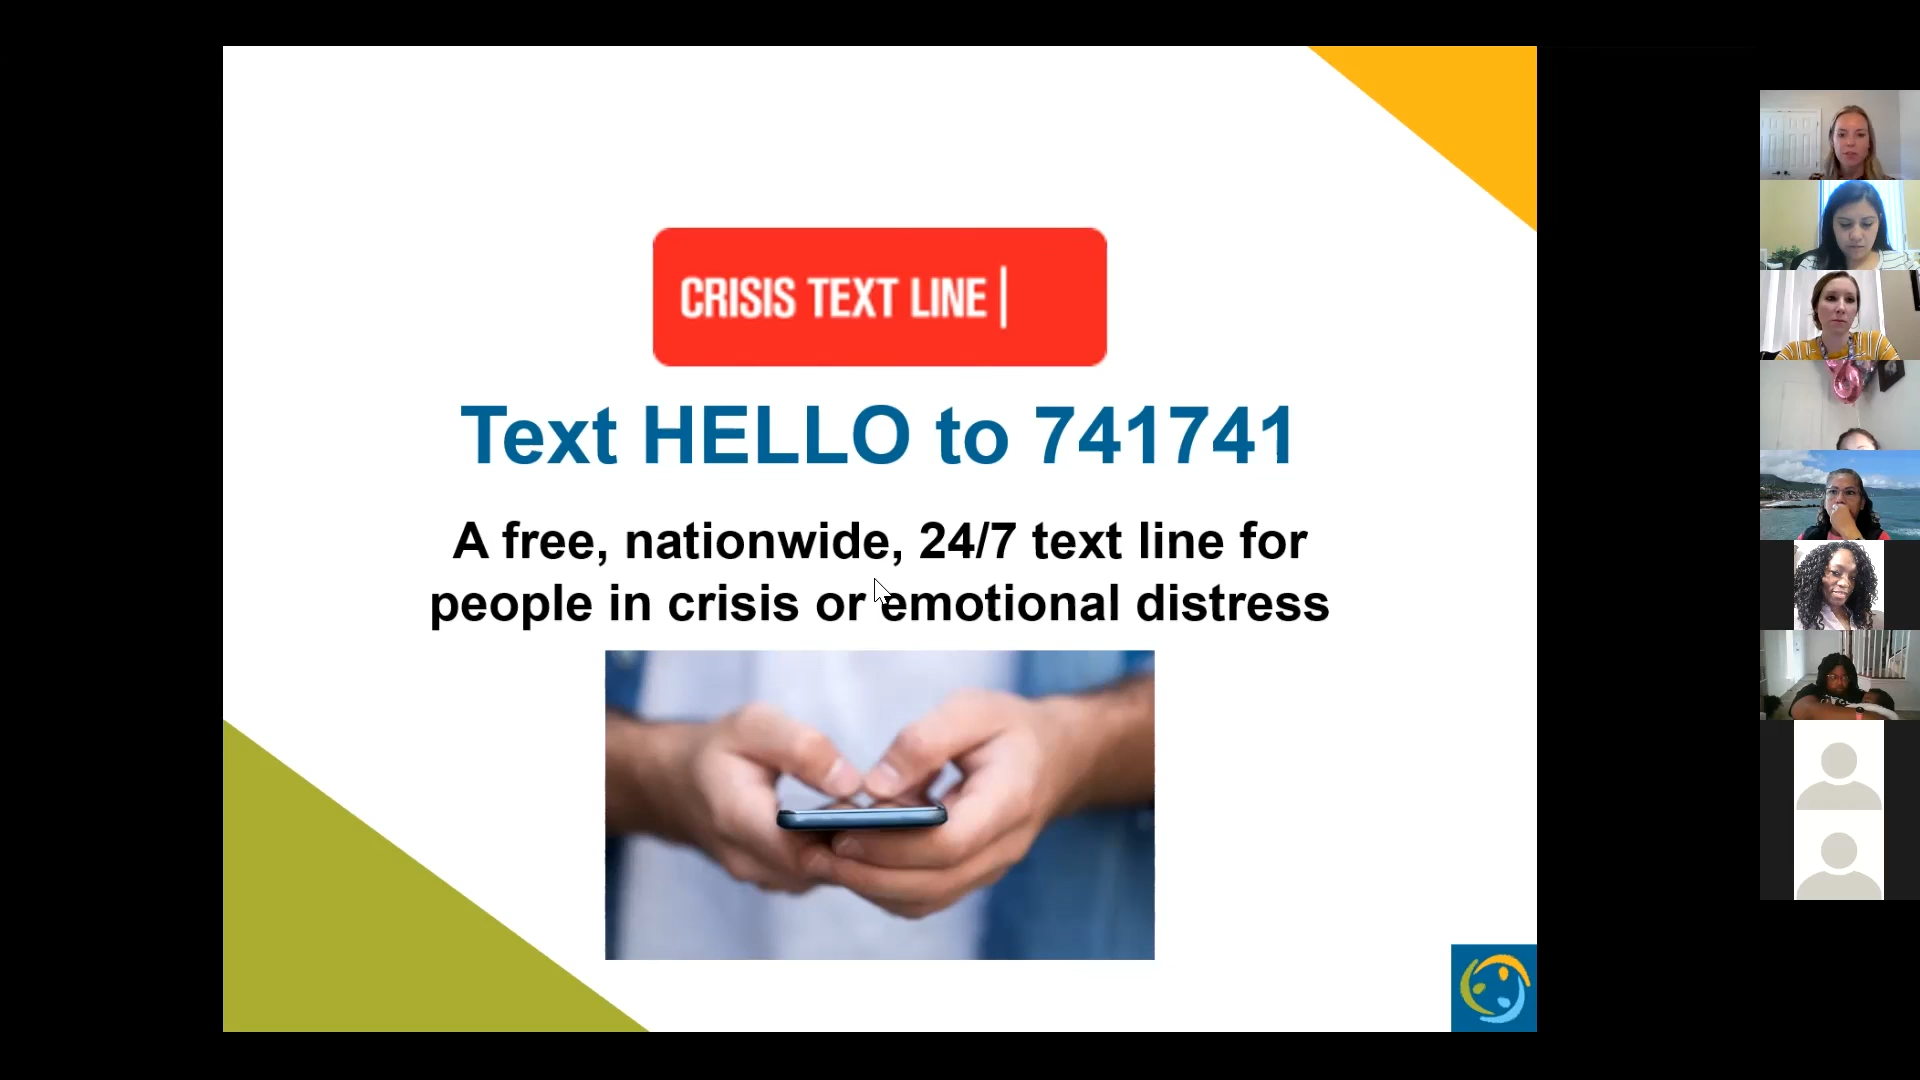 CRISIS TEXT LINE
Text HELLO to 741741
A free, nationwide, 24/7 text line for
people in crisis or emotional distress